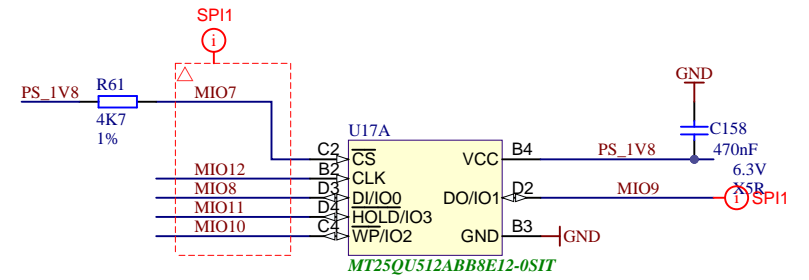 SPI1
i
R61
PS_1V8
MIO7
4K7
1%
GND
C158
470nF
6.3V
X5R
U17A
C2
CS
VCC
B4
PS_1V8
MIO12
B2
CLK
MIO8
D3
DI/IO0
DO/IO1
D2
MIO9
i
SPI1
MIO11
D4
HOLD/IO3
MIO10
C4
WP/IO2
GND
B3
GND
MT25QU512ABB8E12-0SIT